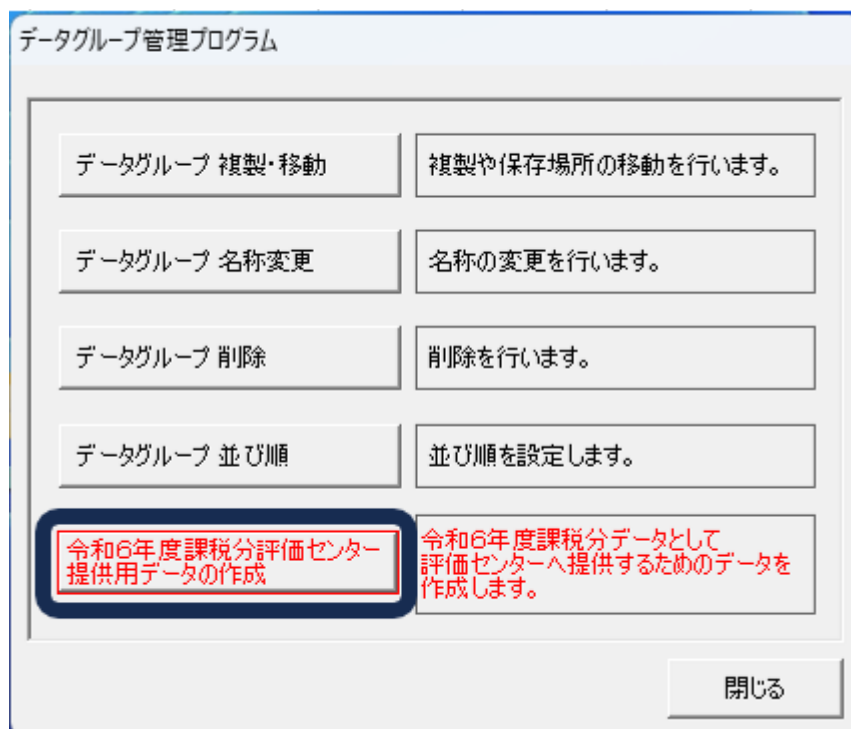 データグループ管理プログラム
データグループ 複製・移動
複製や保存場所の移動を行います。
データグループ 名称変更
名称の変更を行います。
データグループ 削除
削除を行います。
データグループ 並び順
並び順を設定します。
令和6年度課税分評価センター
提供用データの作成
令和6年度課税分データとして
評価センターへ提供するためのデータを
作成します。
閉じる